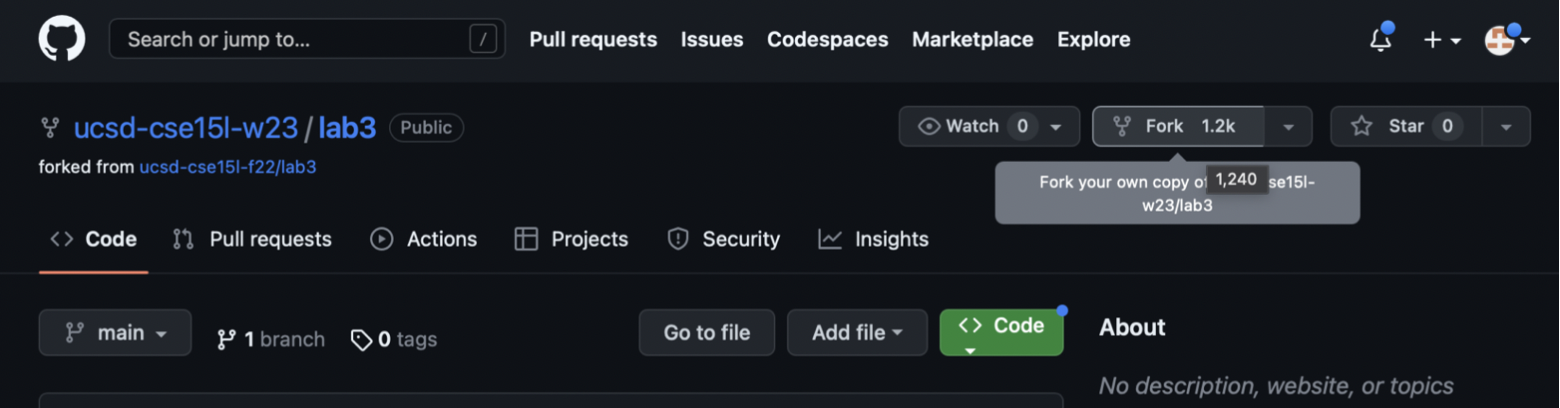 Search or jump to... / Pull requests Issues Codespaces Marketplace Explore
ucsd-cse15l-w23 / lab3 Public Watch 0 Fork 1.2k Star 0
forked from ucsd-cse15l-f22/lab3
Fork your own copy 1,240 se15l-
w23/lab3
Code Pull requests Actions Projects Security Insights
main 1 branch 0 tags Go to file Add file Code About
No description, website, or topics